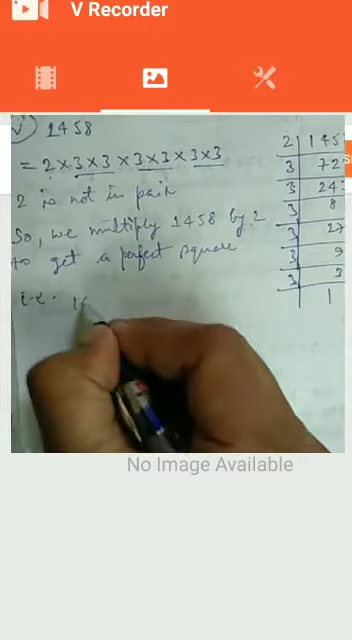 V Recorder
V) 1458
= 2 × 3 × 3 × 3 × 3 × 3 × 3
2 is not in pair
So, we multiply 1458 by 2
to get a perfect square
i.e.
2 | 145
3 | 72
3 | 24
3 | 8
3 | 27
3 | 9
3 | 3
1
No Image Available